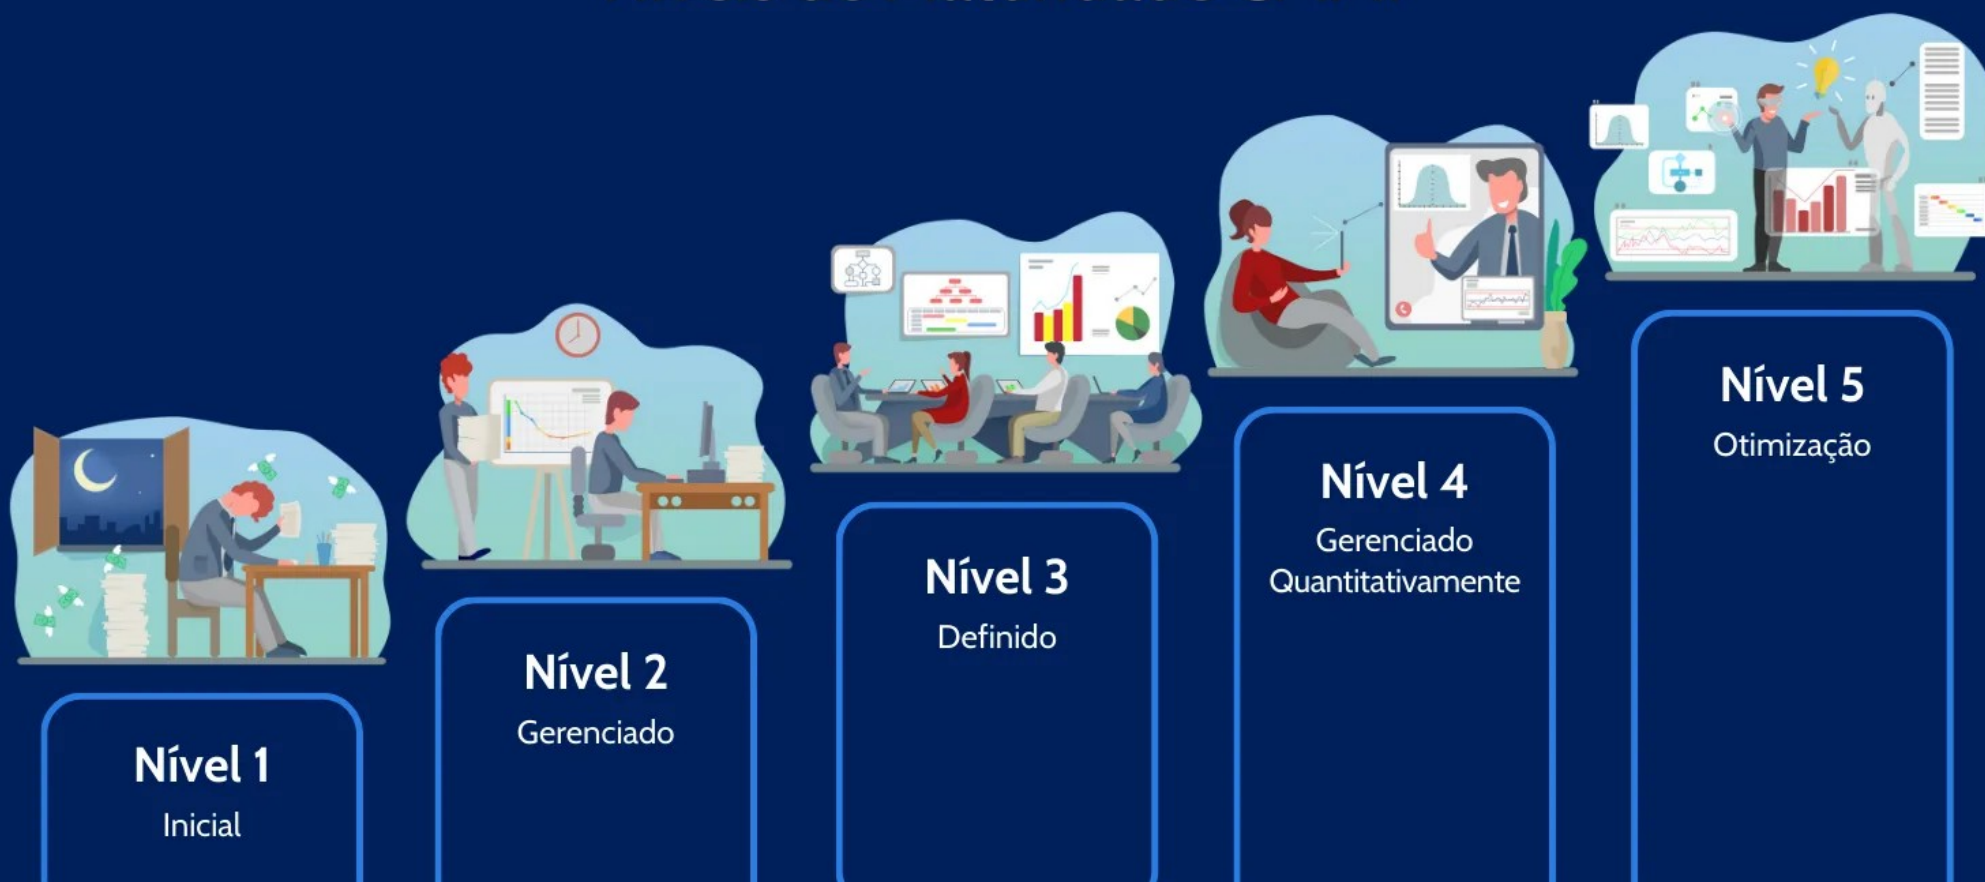 Nível 1
Inicial
Nível 2
Gerenciado
Nível 3
Definido
Nível 4
Gerenciado
Quantitativamente
Nível 5
Otimização